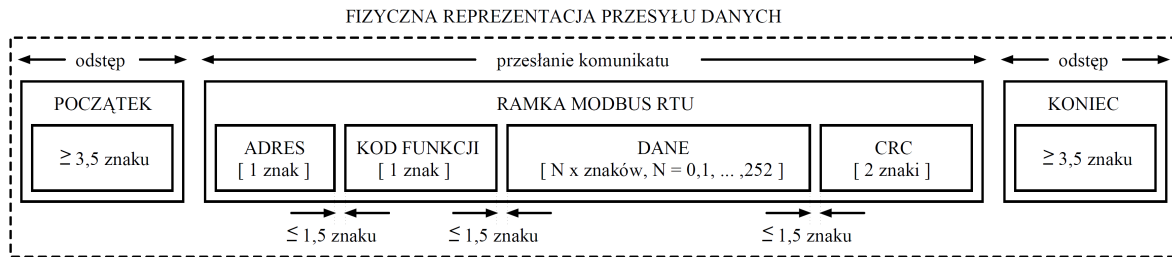 FIZYCZNA REPREZENTACJA PRZESYŁU DANYCH
odstęp
przesłanie komunikatu
odstęp
POCZĄTEK
≥ 3,5 znaku
RAMKA MODBUS RTU
ADRES
[ 1 znak ]
KOD FUNKCJI
[ 1 znak ]
DANE
[ N x znaków, N = 0,1, ... ,252 ]
CRC
[ 2 znaki ]
KONIEC
≥ 3,5 znaku
≤ 1,5 znaku
≤ 1,5 znaku
≤ 1,5 znaku